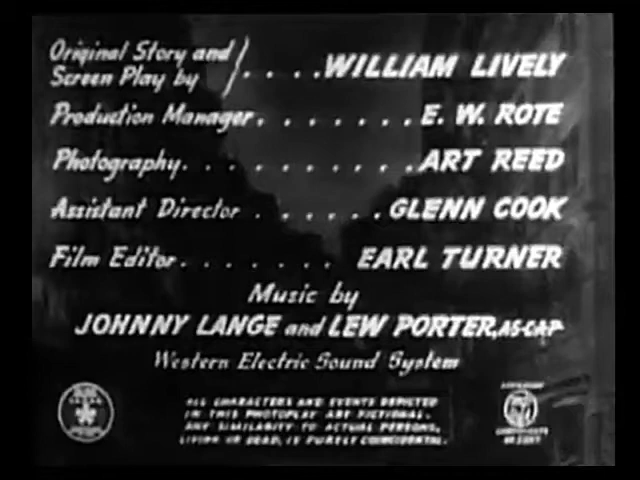 Original Story and
Screen Play by } . . . . WILLIAM LIVELY
Production Manager . . . . . . . E. W. ROTE
Photography . . . . . . . . . . . ART REED
Assistant Director . . . . . . GLENN COOK
Film Editor . . . . . . . EARL TURNER
Music by
JOHNNY LANGE and LEW PORTER, AS-CAP
Western Electric Sound System
ALL CHARACTERS AND EVENTS DEPICTED
IN THIS PHOTOPLAY ARE FICTIONAL.
ANY SIMILARITY TO ACTUAL PERSONS,
LIVING OR DEAD, IS PURELY COINCIDENTAL.